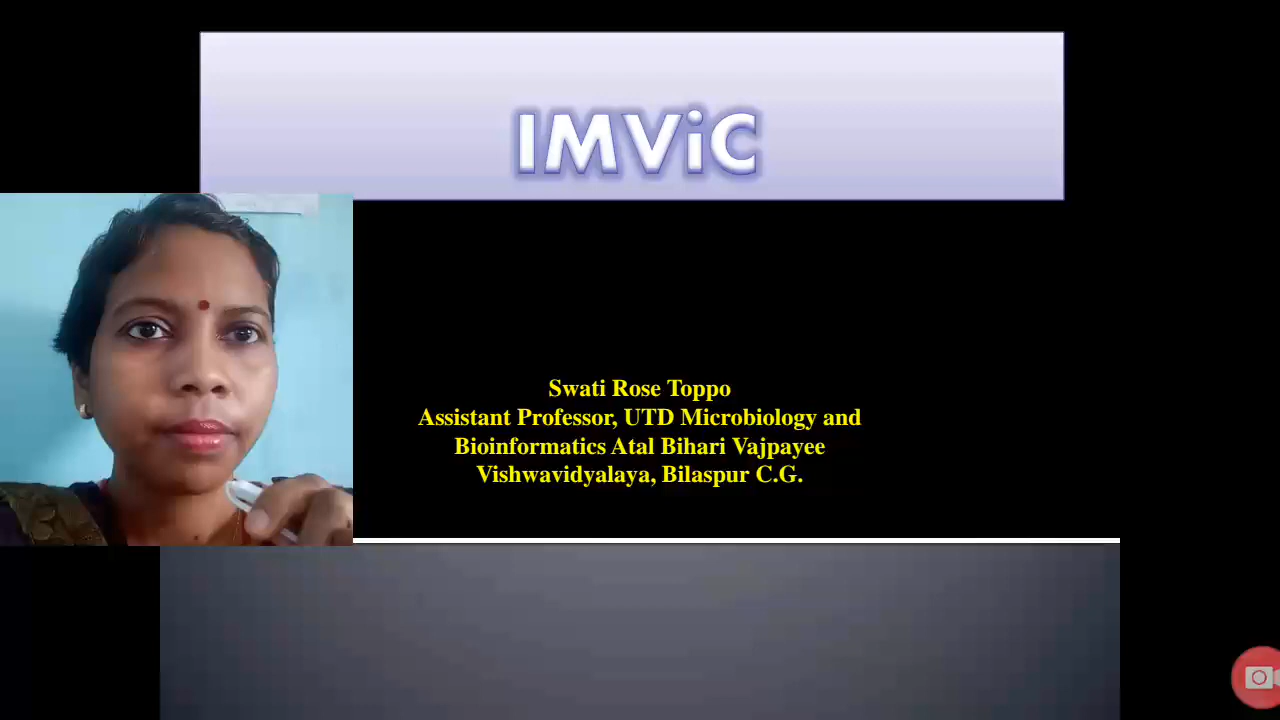 IMViC
Swati Rose Toppo
Assistant Professor, UTD Microbiology and
Bioinformatics Atal Bihari Vajpayee
Vishwavidyalaya, Bilaspur C.G.